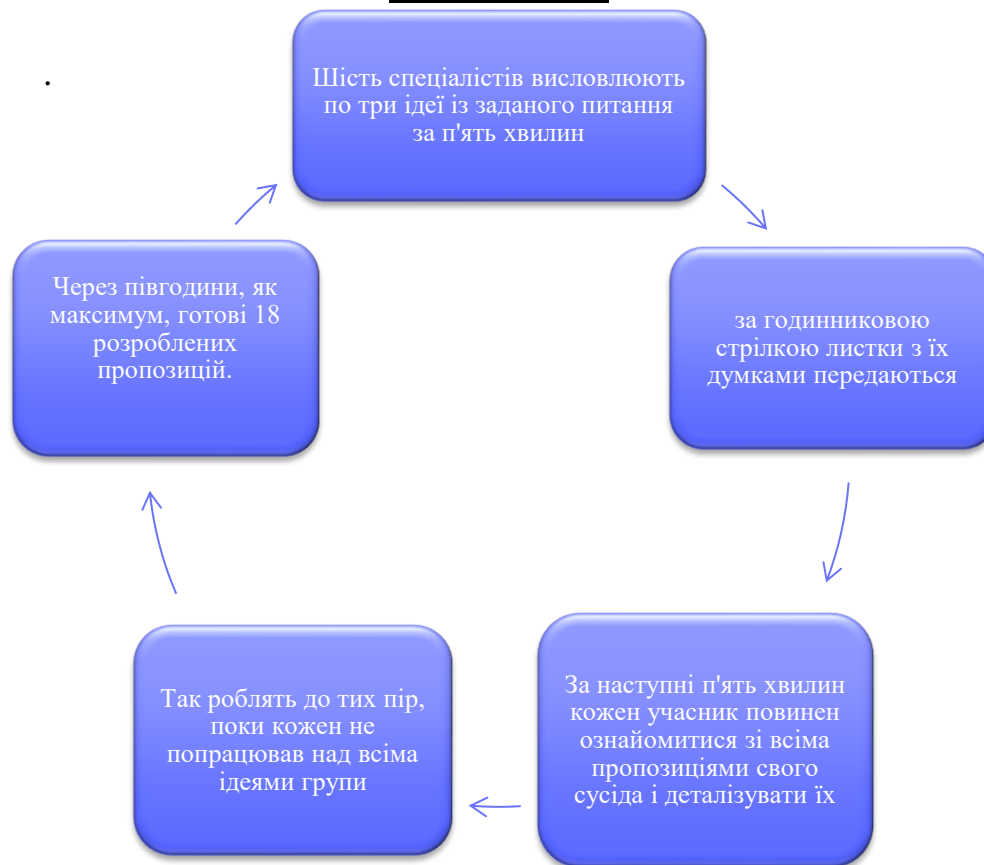 .
Шість спеціалістів висловлюють
по три ідеї із заданого питання
за п'ять хвилин
за годинниковою
стрілкою листки з їх
думками передаються
За наступні п'ять хвилин
кожен учасник повинен
ознайомитися зі всіма
пропозиціями свого
сусіда і деталізувати їх
Так роблять до тих пір,
поки кожен не
попрацював над всіма
ідеями групи
Через півгодини, як
максимум, готові 18
розроблених
пропозицій.